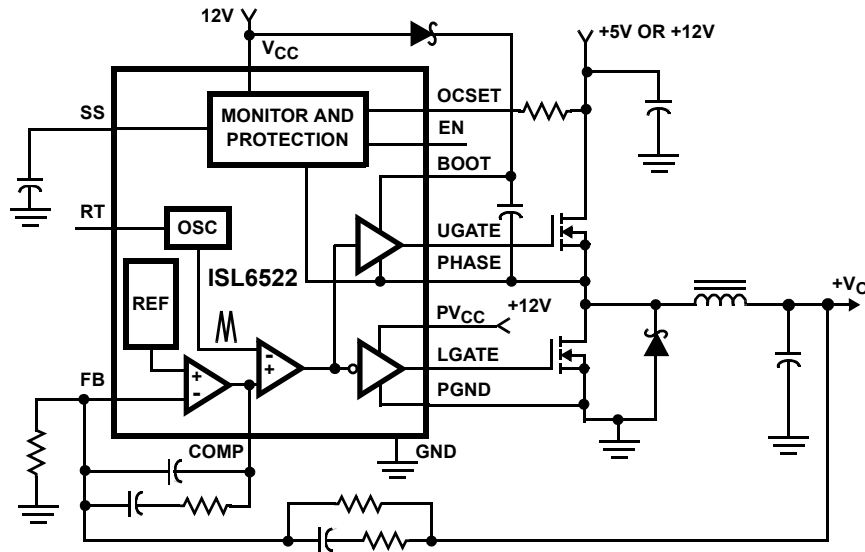 12V
+5V OR +12V
VCC
SS
MONITOR AND
PROTECTION
OCSET
EN
BOOT
RT
OSC
UGATE
PHASE
ISL6522
REF
+12V
PVCC
+VO
LGATE
FB
+
-
-
+
PGND
COMP
GND